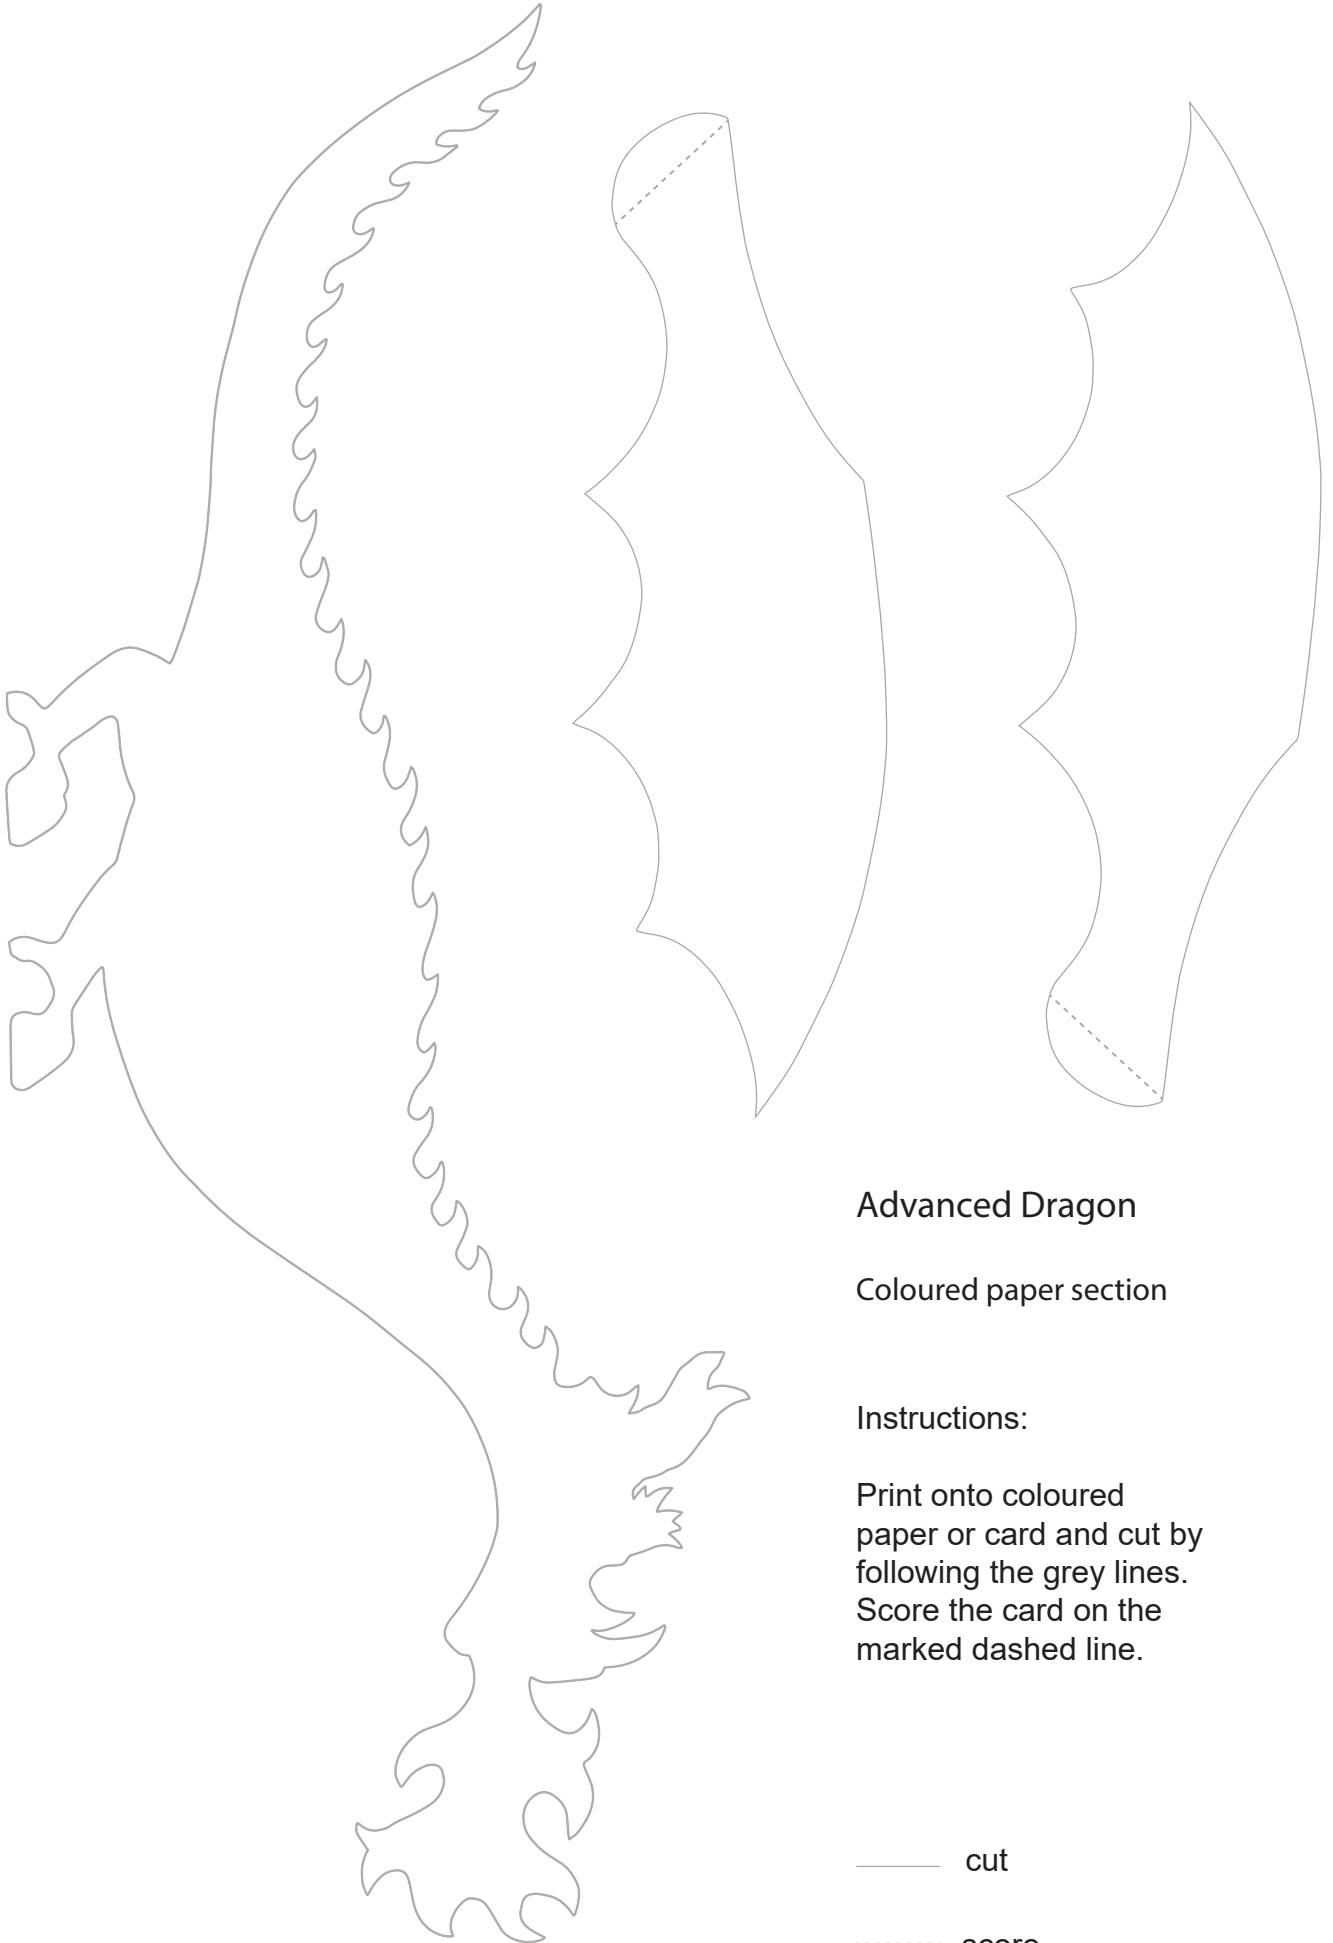 Advanced Dragon
Coloured paper section
Instructions:
Print onto coloured
paper or card and cut by
following the grey lines.
Score the card on the
marked dashed line.
cut
score